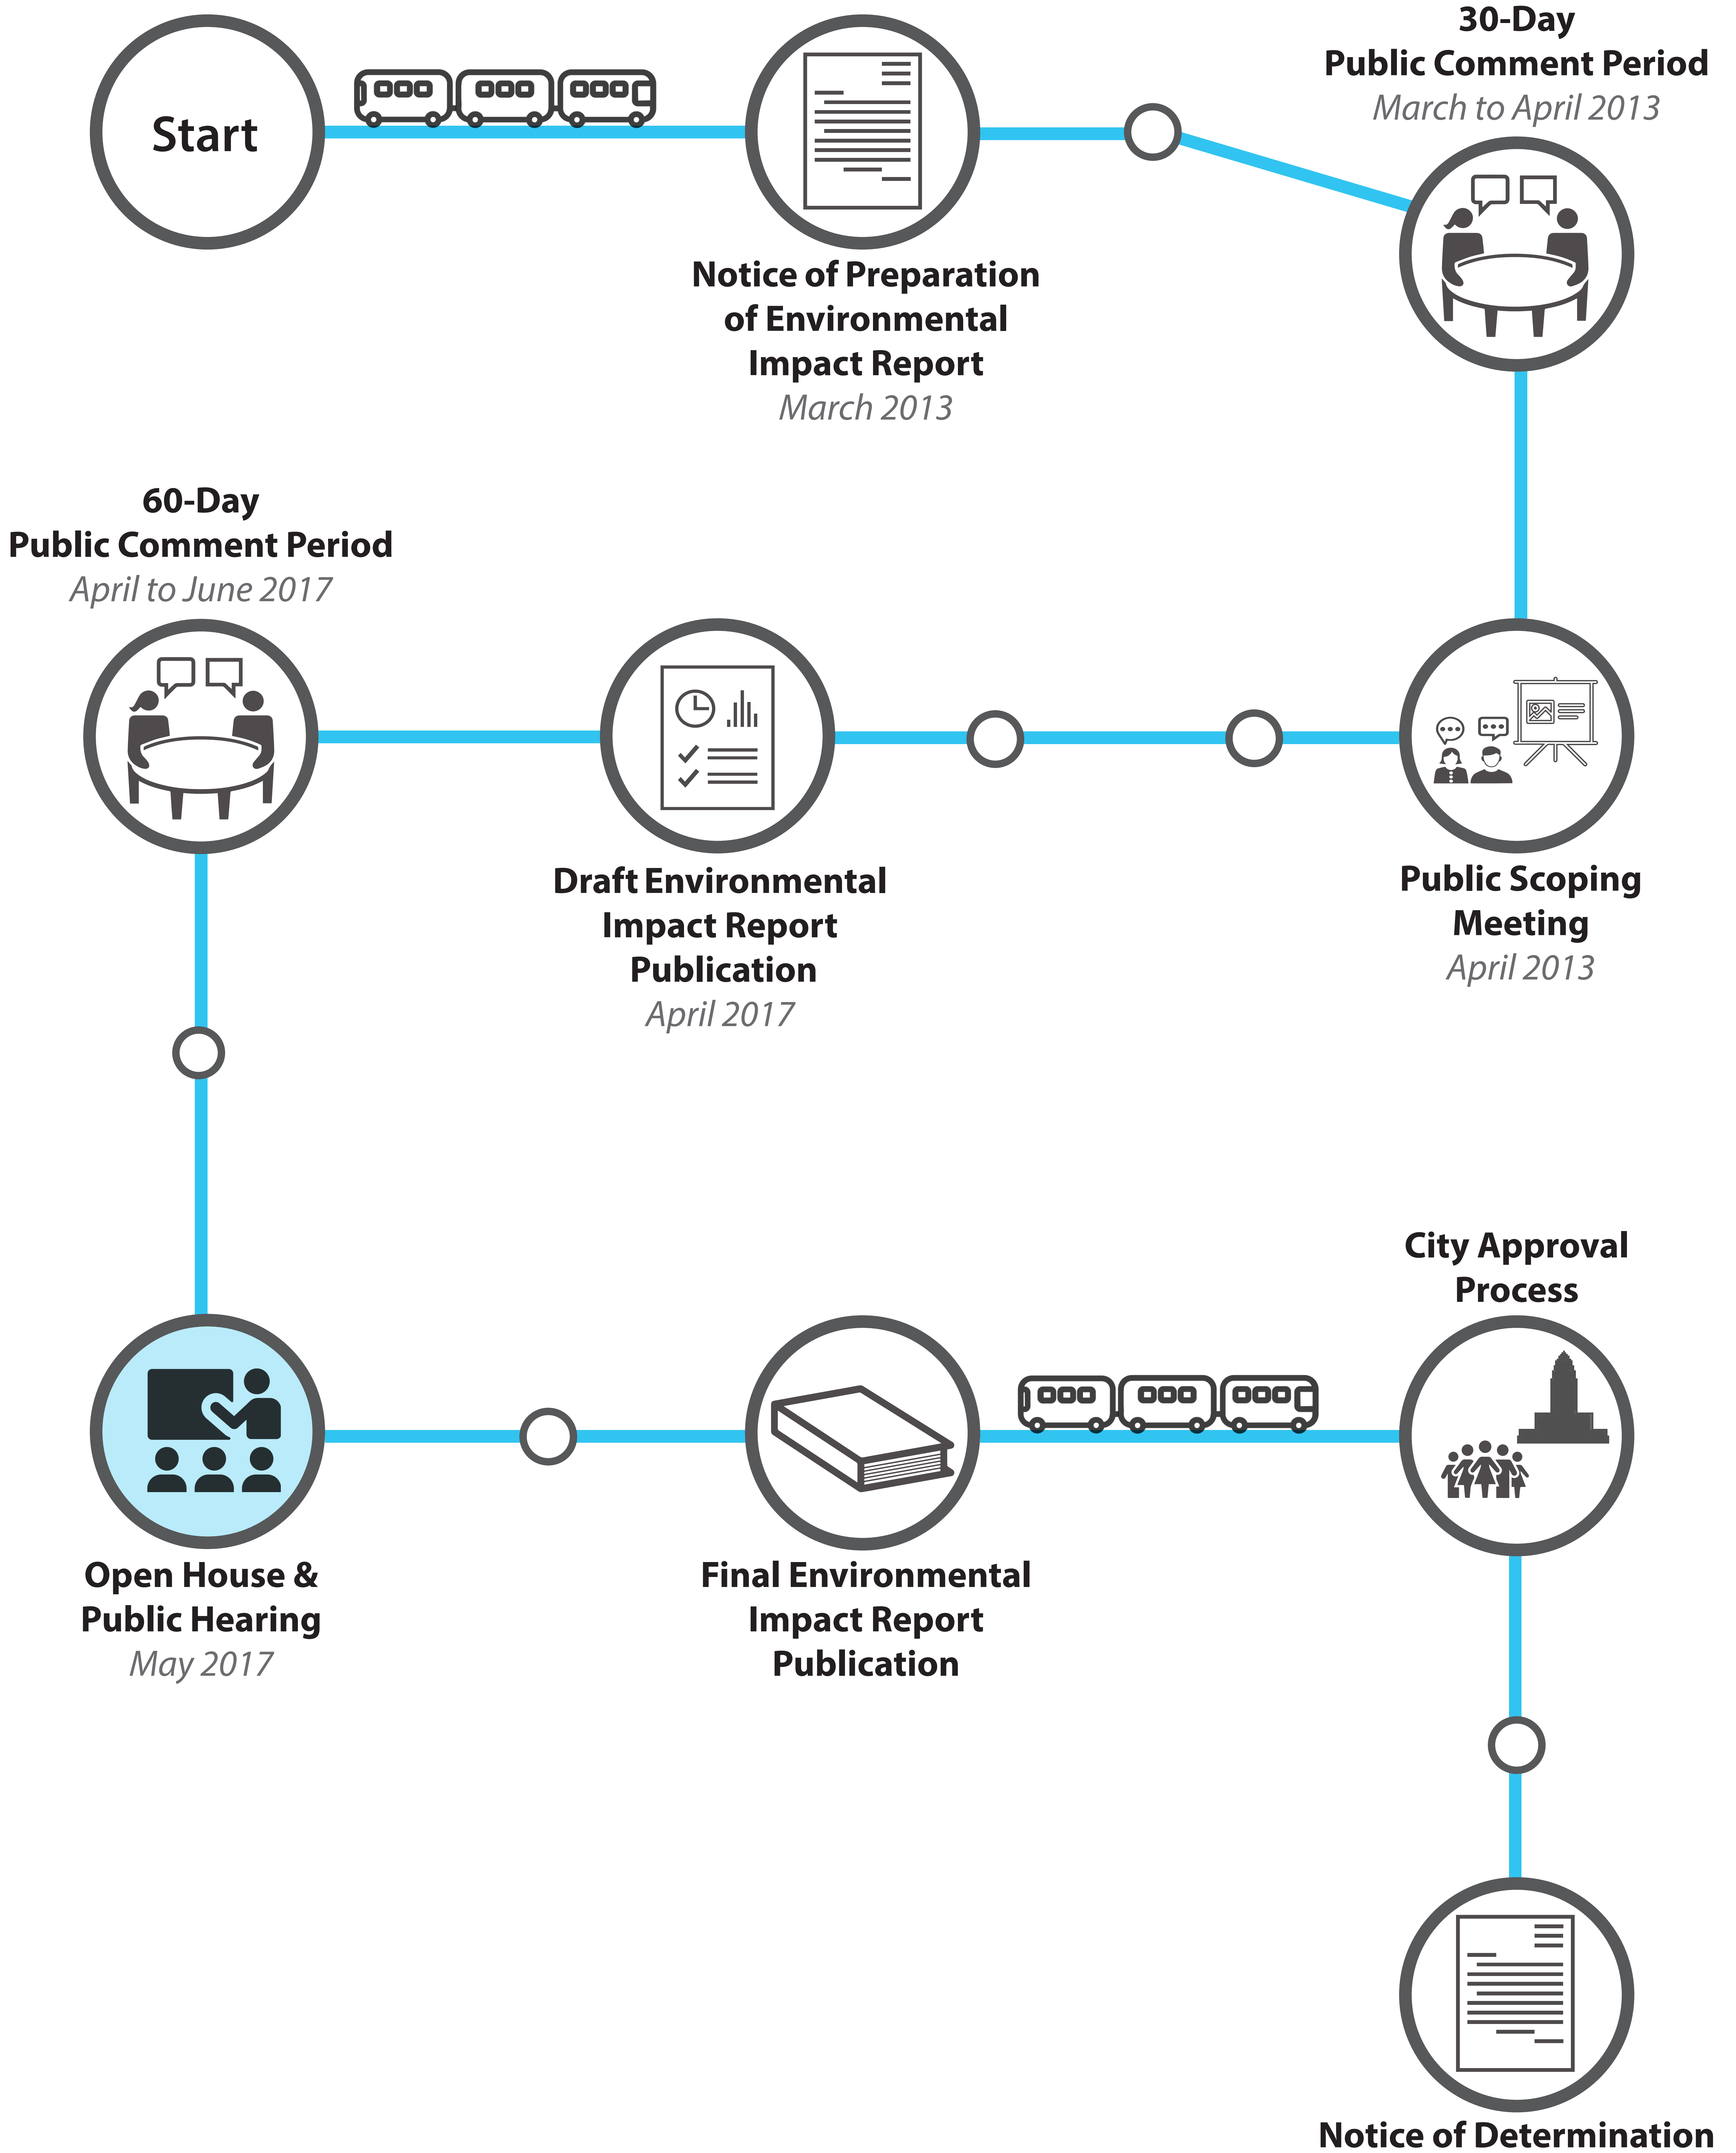 Start
Notice of Preparation
of Environmental
Impact Report
March 2013
30-Day
Public Comment Period
March to April 2013
Public Scoping
Meeting
April 2013
Draft Environmental
Impact Report
Publication
April 2017
60-Day
Public Comment Period
April to June 2017
Open House &
Public Hearing
May 2017
Final Environmental
Impact Report
Publication
City Approval
Process
Notice of Determination